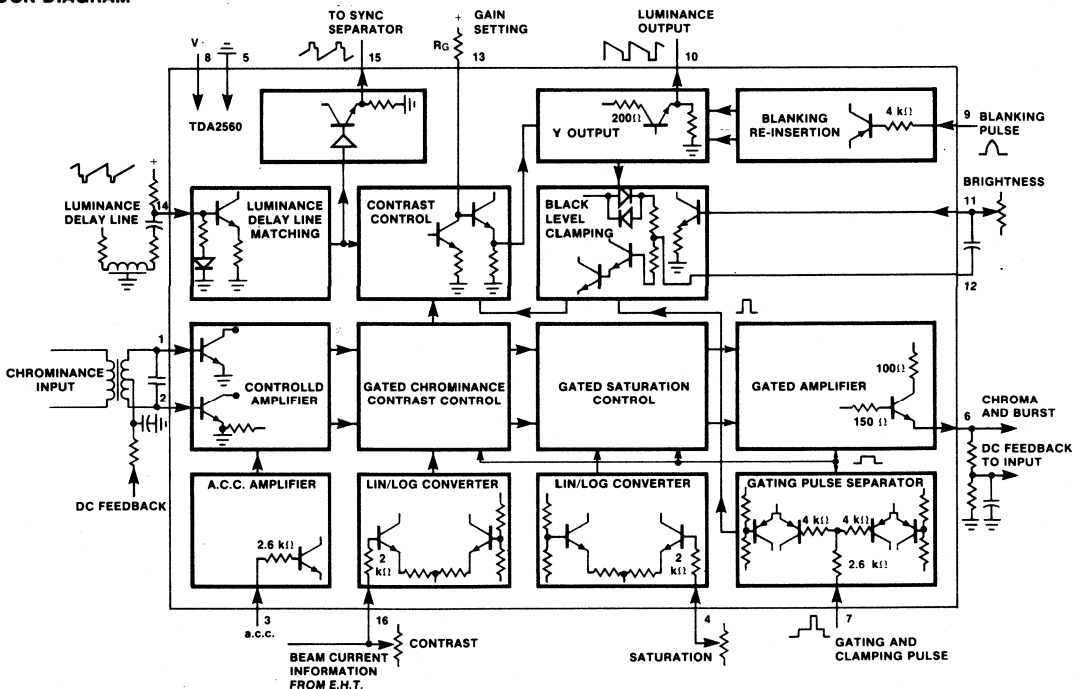 TO SYNC
SEPARATOR
15
+
GAIN
SETTING
RG
13
LUMINANCE
OUTPUT
10
V
8
5
TDA2560
200Ω
Y OUTPUT
BLANKING
RE-INSERTION
4 kΩ
9
BLANKING
PULSE
+
LUMINANCE
DELAY LINE
14
LUMINANCE
DELAY LINE
MATCHING
CONTRAST
CONTROL
BLACK
LEVEL
CLAMPING
BRIGHTNESS
11
12
CHROMINANCE
INPUT
1
2
CONTROLLD
AMPLIFIER
GATED CHROMINANCE
CONTRAST CONTROL
GATED SATURATION
CONTROL
GATED AMPLIFIER
100Ω
150 Ω
6
CHROMA
AND BURST
DC FEEDBACK
TO INPUT
DC FEEDBACK
A.C.C. AMPLIFIER
2.6 kΩ
LIN/LOG CONVERTER
2
kΩ
LIN/LOG CONVERTER
2
kΩ
GATING PULSE SEPARATOR
4 kΩ
4 kΩ
2.6 kΩ
3
a.c.c.
16
CONTRAST
BEAM CURRENT
INFORMATION
FROM E.H.T.
4
SATURATION
7
GATING AND
CLAMPING PULSE